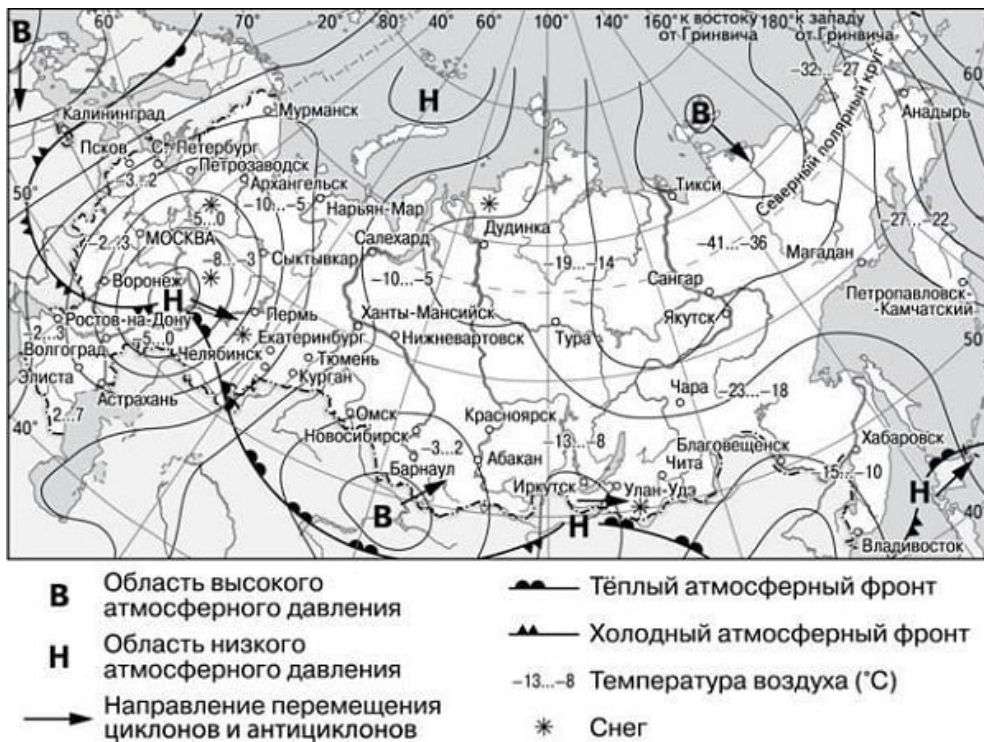 60°
70°
20°
80°
40°
60°
100°
140°
160°
к востоку
от Гринвича
180°
к западу
от Гринвича
В
–32...–27
60°
Н
В
Северный полярный круг
Анадырь
Калининград
Мурманск
Псков
С.-Петербург
–3...2
Петрозаводск
Архангельск
–10...–5
50°
–5...0
Нарьян-Мар
Тикси
–27...–22
Дудинка
–2...3
МОСКВА
Салехард
–41...–36
Магадан
–8...–3
Сыктывкар
–10...–5
–19...–14
Сангар
Воронеж
Н
Петропавловск-
-Камчатский
Ростов-на-Дону
Пермь
Ханты-Мансийск
Якутск
–2...3
–5...0
Екатеринбург
Нижневартовск
Тура
50°
Волгоград
Челябинск
Тюмень
Элиста
Курган
Чара
Астрахань
–23...–18
2...7
Омск
Красноярск
40°
Новосибирск
–3...2
–13...–8
Благовещенск
Хабаровск
Барнаул
Абакан
Чита
Иркутск
Улан-Удэ
–15...–10
В
Н
Н
40°
Владивосток
В
Область высокого
атмосферного давления
Н
Область низкого
атмосферного давления
Направление перемещения
циклонов и антициклонов
Тёплый атмосферный фронт
Холодный атмосферный фронт
–13...–8 Температура воздуха (°С)
Снег